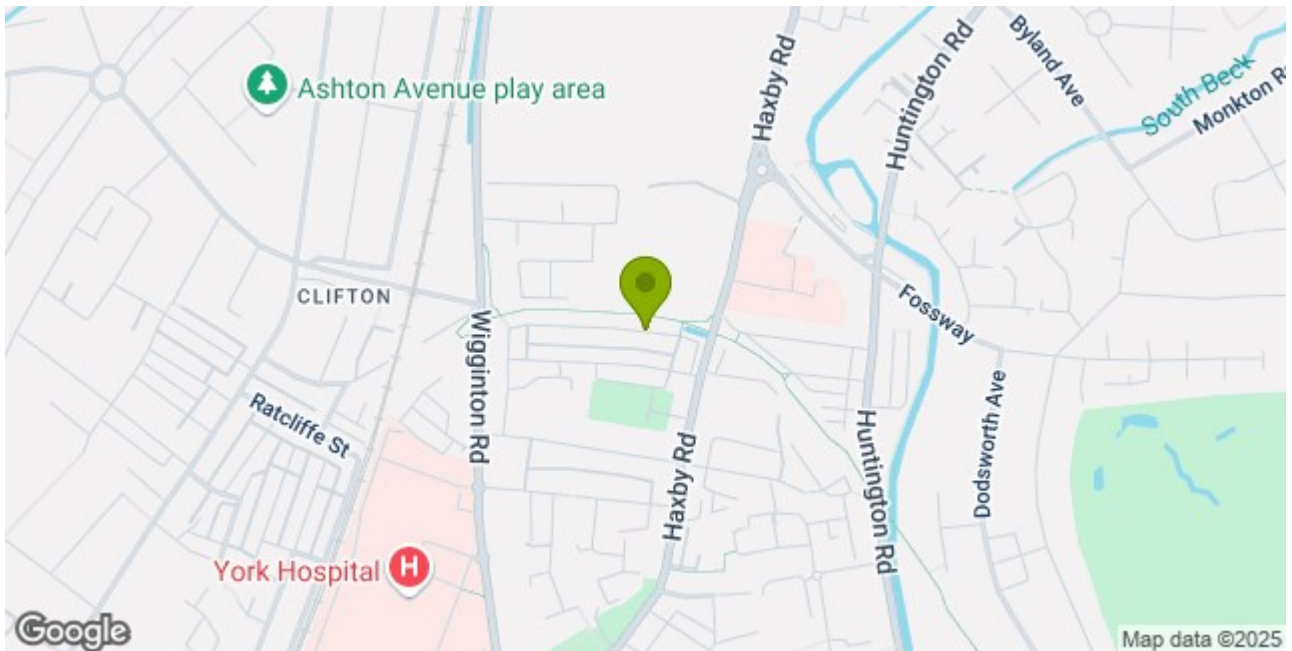 Ashton Avenue play area
Haxby Rd
Huntington Rd
Byland Ave
South Beck
Monkton R
CLIFTON
Wigginton Rd
Fossway
Ratcliffe St
Haxby Rd
Huntington Rd
Dodsworth Ave
York Hospital
H
Google
Map data ©2025